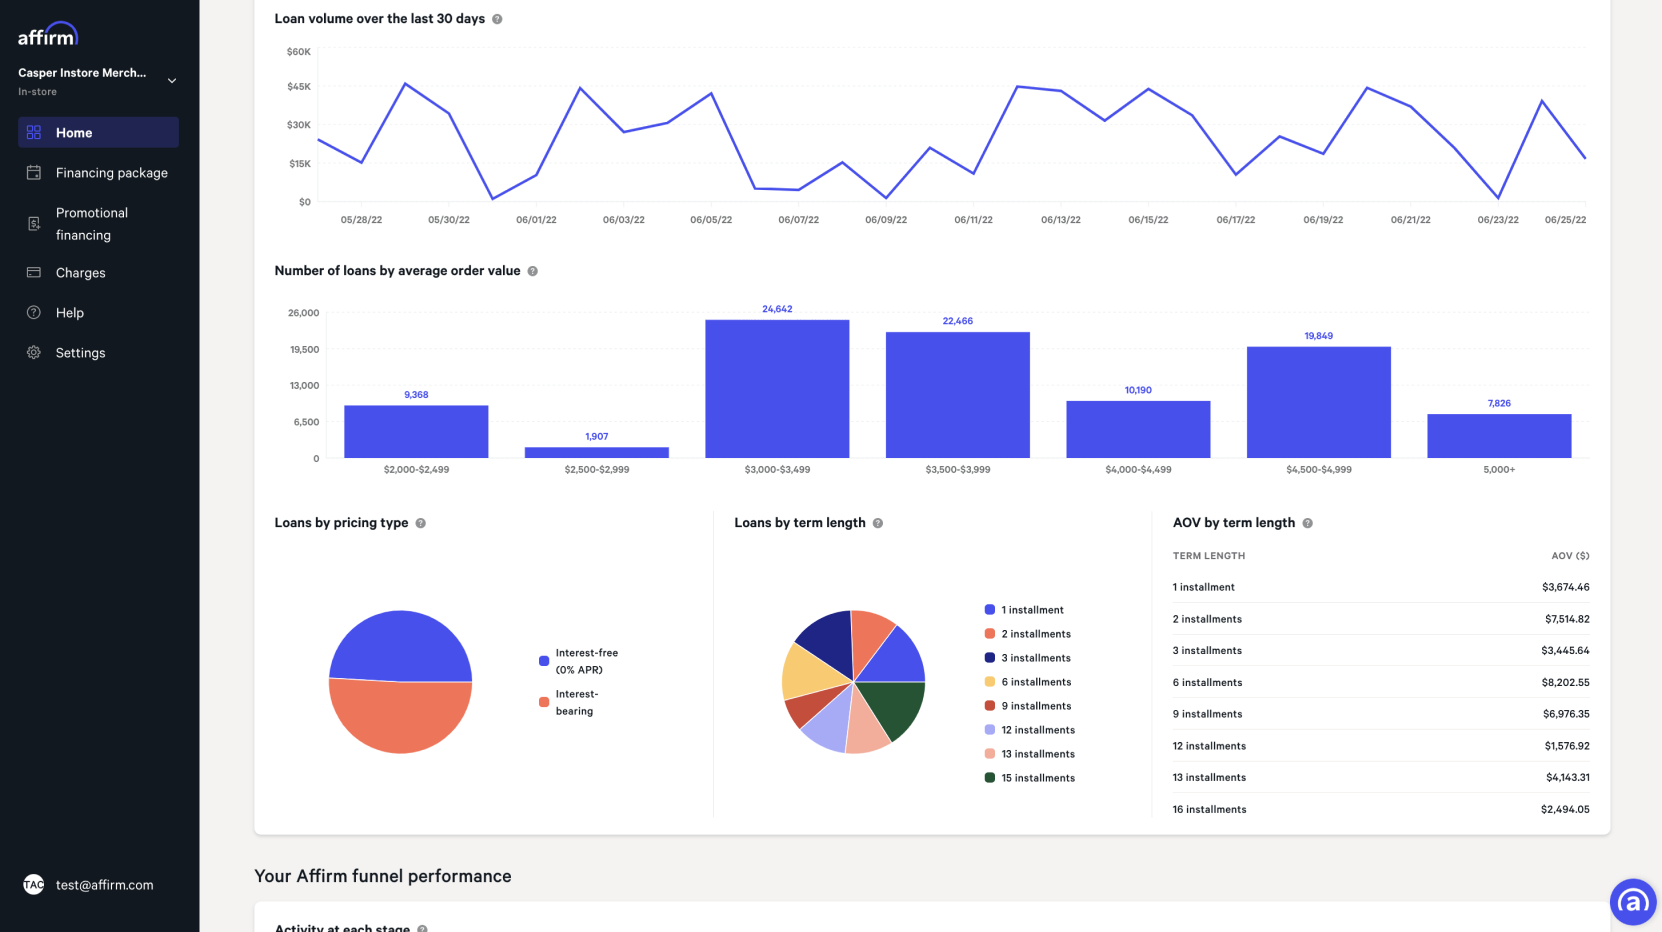 affirm
Casper Instore Merch...
In-store
Home
Financing package
Promotional
financing
Charges
Help
Settings
TAC
test@affirm.com
Loan volume over the last 30 days ?
$60K
$45K
$30K
$15K
$0
05/28/22 05/30/22 06/01/22 06/03/22 06/05/22 06/07/22 06/09/22 06/11/22 06/13/22 06/15/22 06/17/22 06/19/22 06/21/22 06/23/22 06/25/22
Number of loans by average order value ?
26,000
19,500
13,000
6,500
0
9,368 1,907 24,642 22,466 10,190 19,849 7,826
$2,000-$2,499 $2,500-$2,999 $3,000-$3,499 $3,500-$3,999 $4,000-$4,499 $4,500-$4,999 5,000+
Loans by pricing type ?
Interest-free
(0% APR)
Interest-
bearing
Loans by term length ?
1 installment
2 installments
3 installments
6 installments
9 installments
12 installments
13 installments
15 installments
AOV by term length ?
TERM LENGTH AOV ($)
1 installment $3,674.46
2 installments $7,514.82
3 installments $3,445.64
6 installments $8,202.55
9 installments $6,976.35
12 installments $1,576.92
13 installments $4,143.31
16 installments $2,494.05
Your Affirm funnel performance
Activity at each stage ?
a